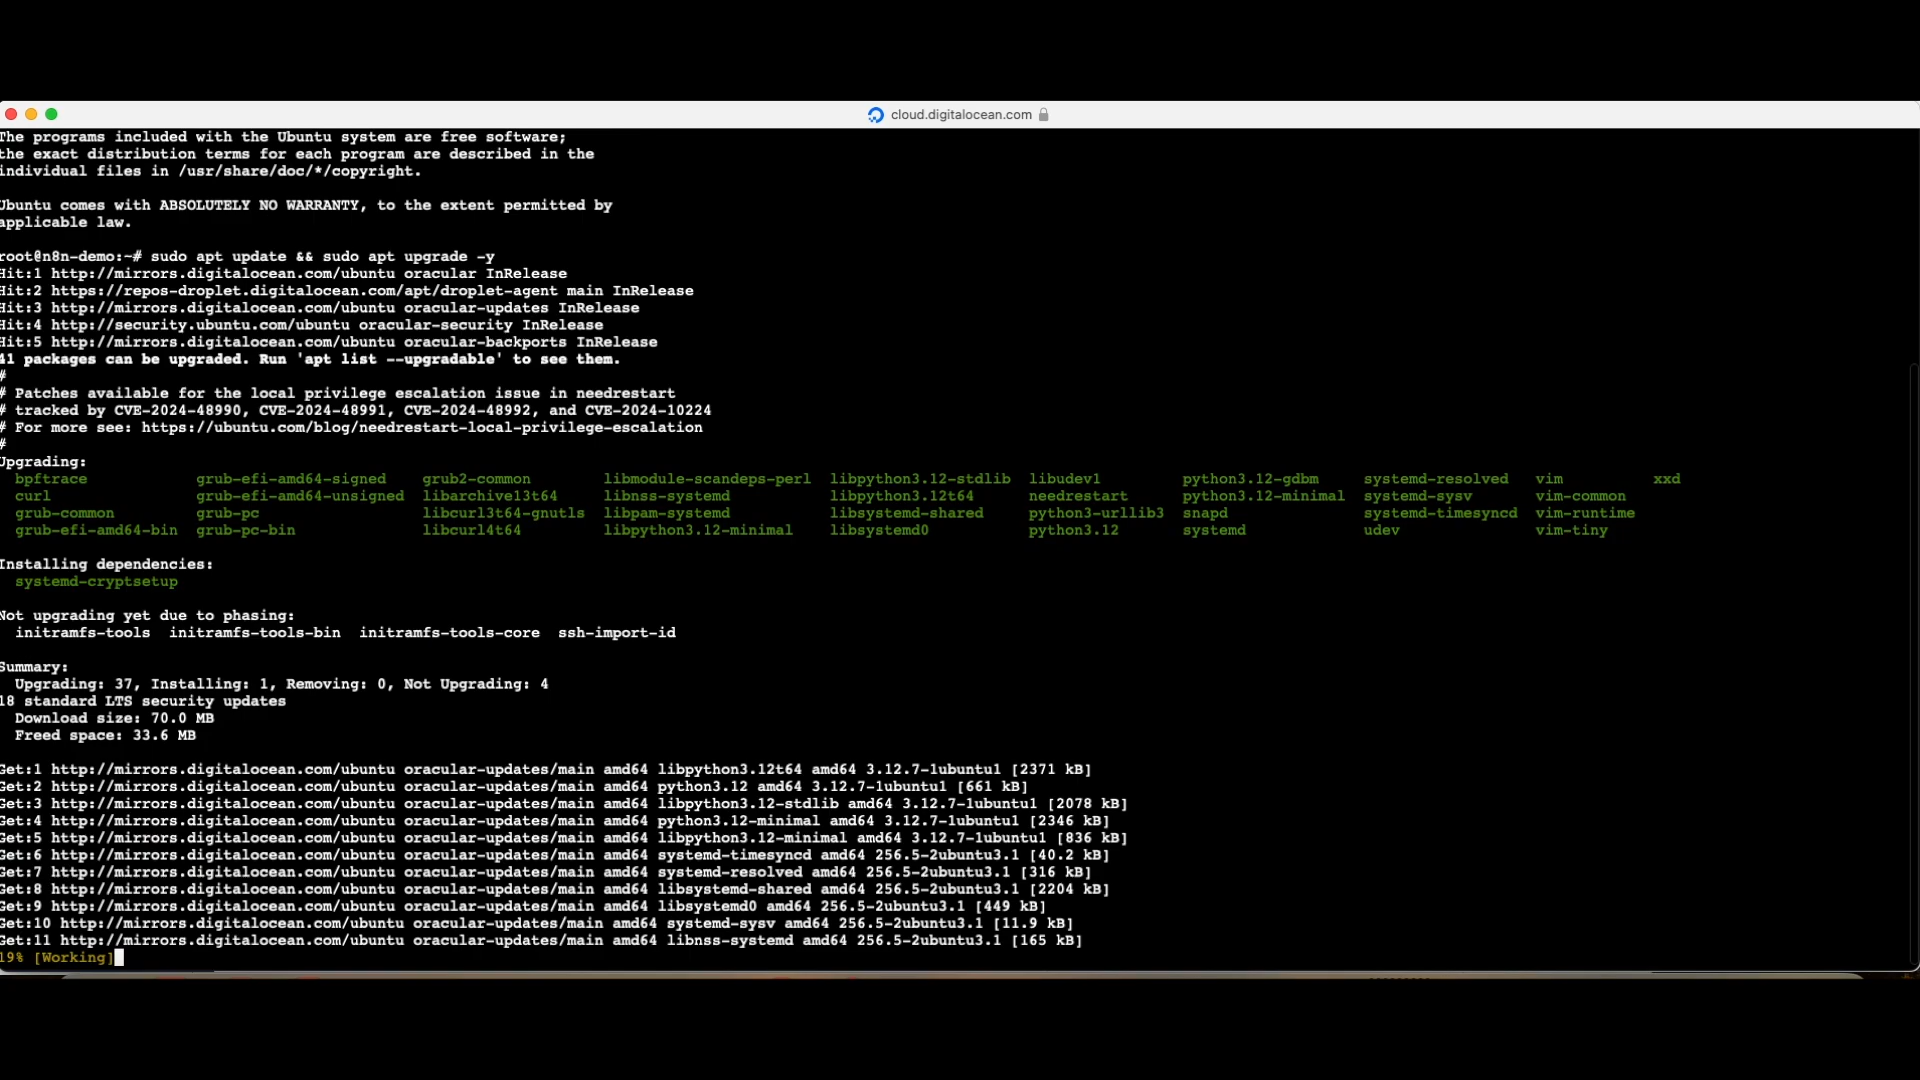 cloud.digitalocean.com
The programs included with the Ubuntu system are free software;
the exact distribution terms for each program are described in the
individual files in /usr/share/doc/*/copyright.
Ubuntu comes with ABSOLUTELY NO WARRANTY, to the extent permitted by
applicable law.
root@n8n-demo:~# sudo apt update && sudo apt upgrade -y
Hit:1 http://mirrors.digitalocean.com/ubuntu oracular InRelease
Hit:2 https://repos-droplet.digitalocean.com/apt/droplet-agent main InRelease
Hit:3 http://mirrors.digitalocean.com/ubuntu oracular-updates InRelease
Hit:4 http://security.ubuntu.com/ubuntu oracular-security InRelease
Hit:5 http://mirrors.digitalocean.com/ubuntu oracular-backports InRelease
41 packages can be upgraded. Run 'apt list --upgradable' to see them.
#
# Patches available for the local privilege escalation issue in needrestart
# tracked by CVE-2024-48990, CVE-2024-48991, CVE-2024-48992, and CVE-2024-10224
# For more see: https://ubuntu.com/blog/needrestart-local-privilege-escalation
#
Upgrading:
bpftrace grub-efi-amd64-signed grub2-common libmodule-scandeps-perl libpython3.12-stdlib libudev1 python3.12-gdbm systemd-resolved vim xxd
curl grub-efi-amd64-unsigned libarchive13t64 libnss-systemd libpython3.12t64 needrestart python3.12-minimal systemd-sysv vim-common
grub-common grub-pc libcurl3t64-gnutls libpam-systemd libsystemd-shared python3-urllib3 snapd systemd-timesyncd vim-runtime
grub-efi-amd64-bin grub-pc-bin libcurl4t64 libpython3.12-minimal libsystemd0 python3.12 systemd udev vim-tiny
Installing dependencies:
systemd-cryptsetup
Not upgrading yet due to phasing:
initramfs-tools initramfs-tools-bin initramfs-tools-core ssh-import-id
Summary:
Upgrading: 37, Installing: 1, Removing: 0, Not Upgrading: 4
18 standard LTS security updates
Download size: 70.0 MB
Freed space: 33.6 MB
Get:1 http://mirrors.digitalocean.com/ubuntu oracular-updates/main amd64 libpython3.12t64 amd64 3.12.7-1ubuntu1 [2371 kB]
Get:2 http://mirrors.digitalocean.com/ubuntu oracular-updates/main amd64 python3.12 amd64 3.12.7-1ubuntu1 [661 kB]
Get:3 http://mirrors.digitalocean.com/ubuntu oracular-updates/main amd64 libpython3.12-stdlib amd64 3.12.7-1ubuntu1 [2078 kB]
Get:4 http://mirrors.digitalocean.com/ubuntu oracular-updates/main amd64 python3.12-minimal amd64 3.12.7-1ubuntu1 [2346 kB]
Get:5 http://mirrors.digitalocean.com/ubuntu oracular-updates/main amd64 libpython3.12-minimal amd64 3.12.7-1ubuntu1 [836 kB]
Get:6 http://mirrors.digitalocean.com/ubuntu oracular-updates/main amd64 systemd-timesyncd amd64 256.5-2ubuntu3.1 [40.2 kB]
Get:7 http://mirrors.digitalocean.com/ubuntu oracular-updates/main amd64 systemd-resolved amd64 256.5-2ubuntu3.1 [316 kB]
Get:8 http://mirrors.digitalocean.com/ubuntu oracular-updates/main amd64 libsystemd-shared amd64 256.5-2ubuntu3.1 [2204 kB]
Get:9 http://mirrors.digitalocean.com/ubuntu oracular-updates/main amd64 libsystemd0 amd64 256.5-2ubuntu3.1 [449 kB]
Get:10 http://mirrors.digitalocean.com/ubuntu oracular-updates/main amd64 systemd-sysv amd64 256.5-2ubuntu3.1 [11.9 kB]
Get:11 http://mirrors.digitalocean.com/ubuntu oracular-updates/main amd64 libnss-systemd amd64 256.5-2ubuntu3.1 [165 kB]
19% [Working]